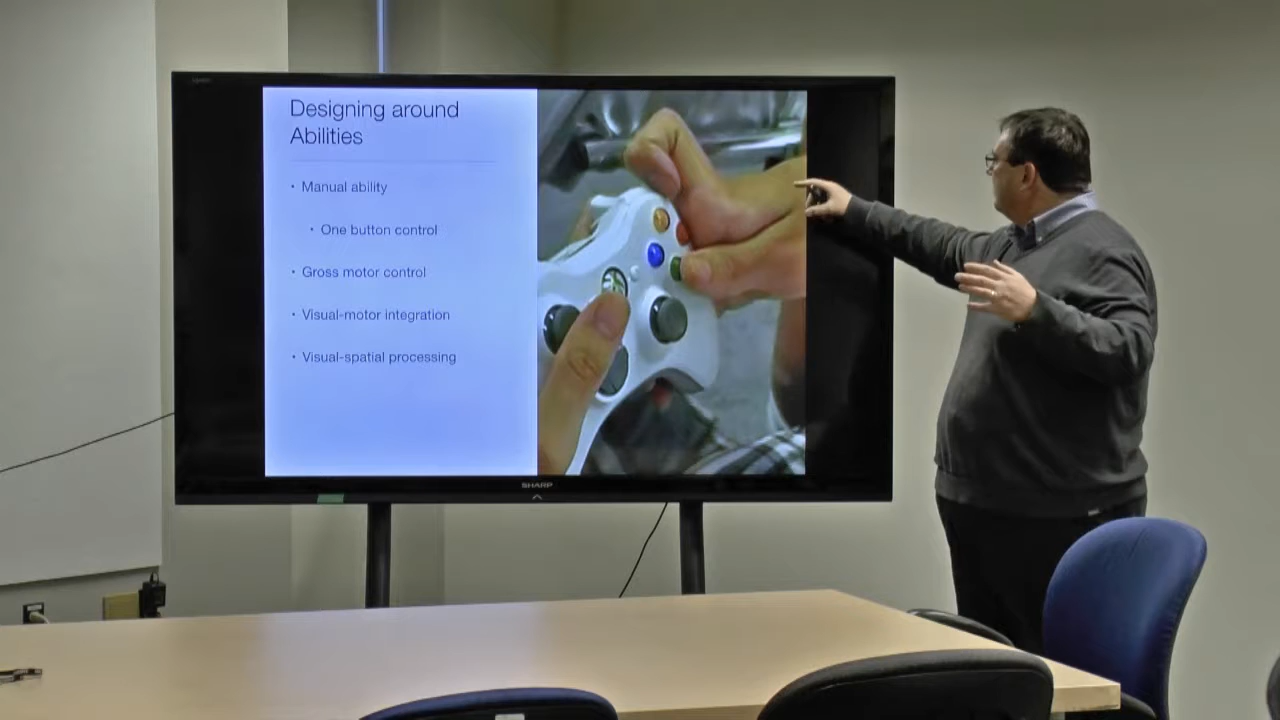 Designing around
Abilities
• Manual ability
• One button control
• Gross motor control
• Visual-motor integration
• Visual-spatial processing
SHARP